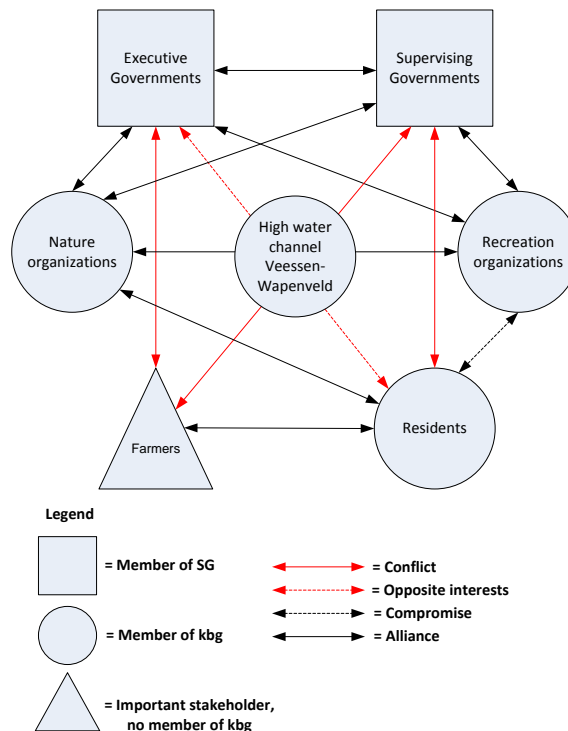 Executive
Governments
Supervising
Governments
Nature
organizations
High water
channel
Veessen-
Wapenveld
Recreation
organizations
Farmers
Residents
Legend
= Member of SG
= Member of kbg
= Important stakeholder,
no member of kbg
= Conflict
= Opposite interests
= Compromise
= Alliance